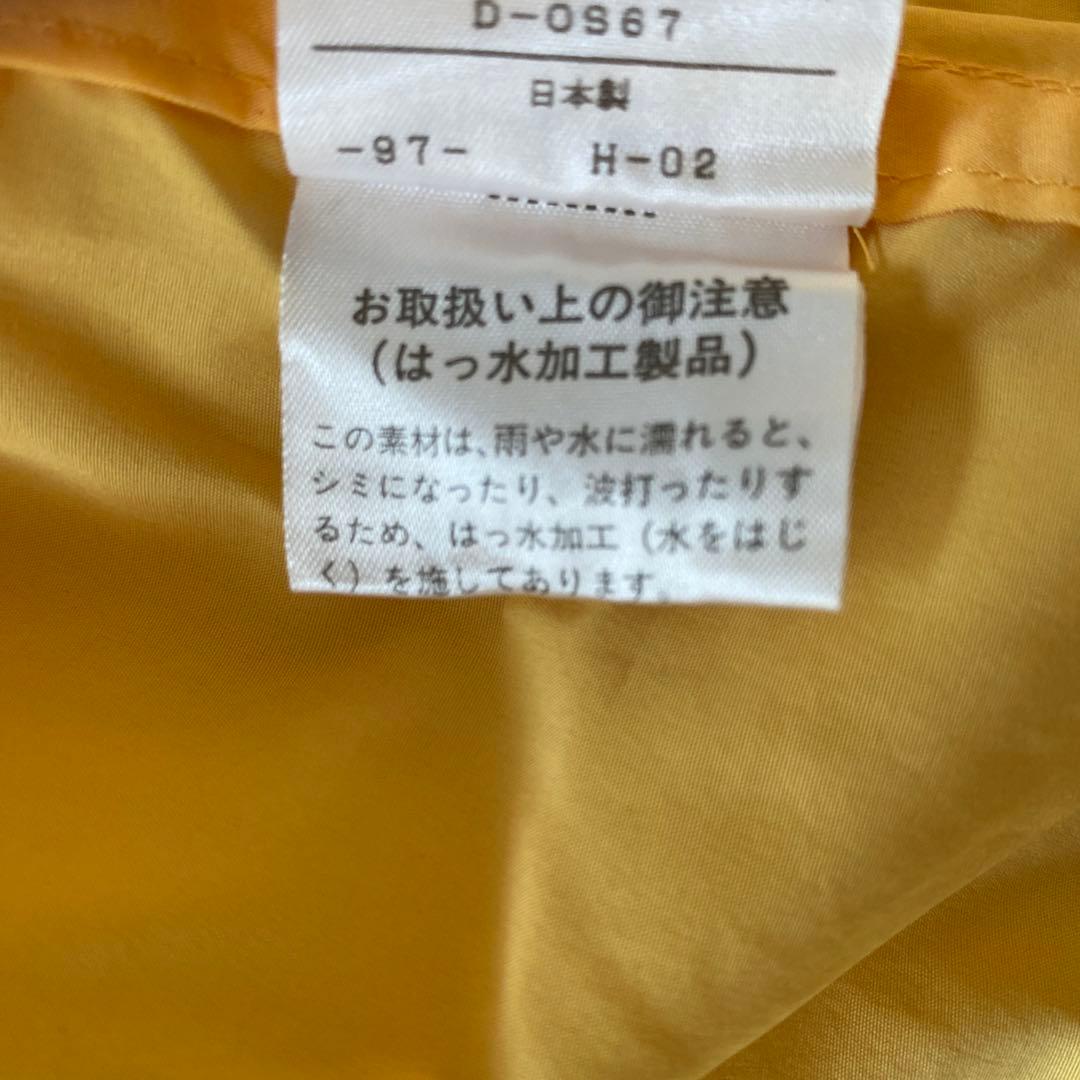 D-0S67
日本製
-97- H-02
お取扱い上の御注意
(はっ水加工製品)
この素材は、雨や水に濡れると、
シミになったり、波打ったりす
るため、はっ水加工(水をはじ
く)を施してあります。